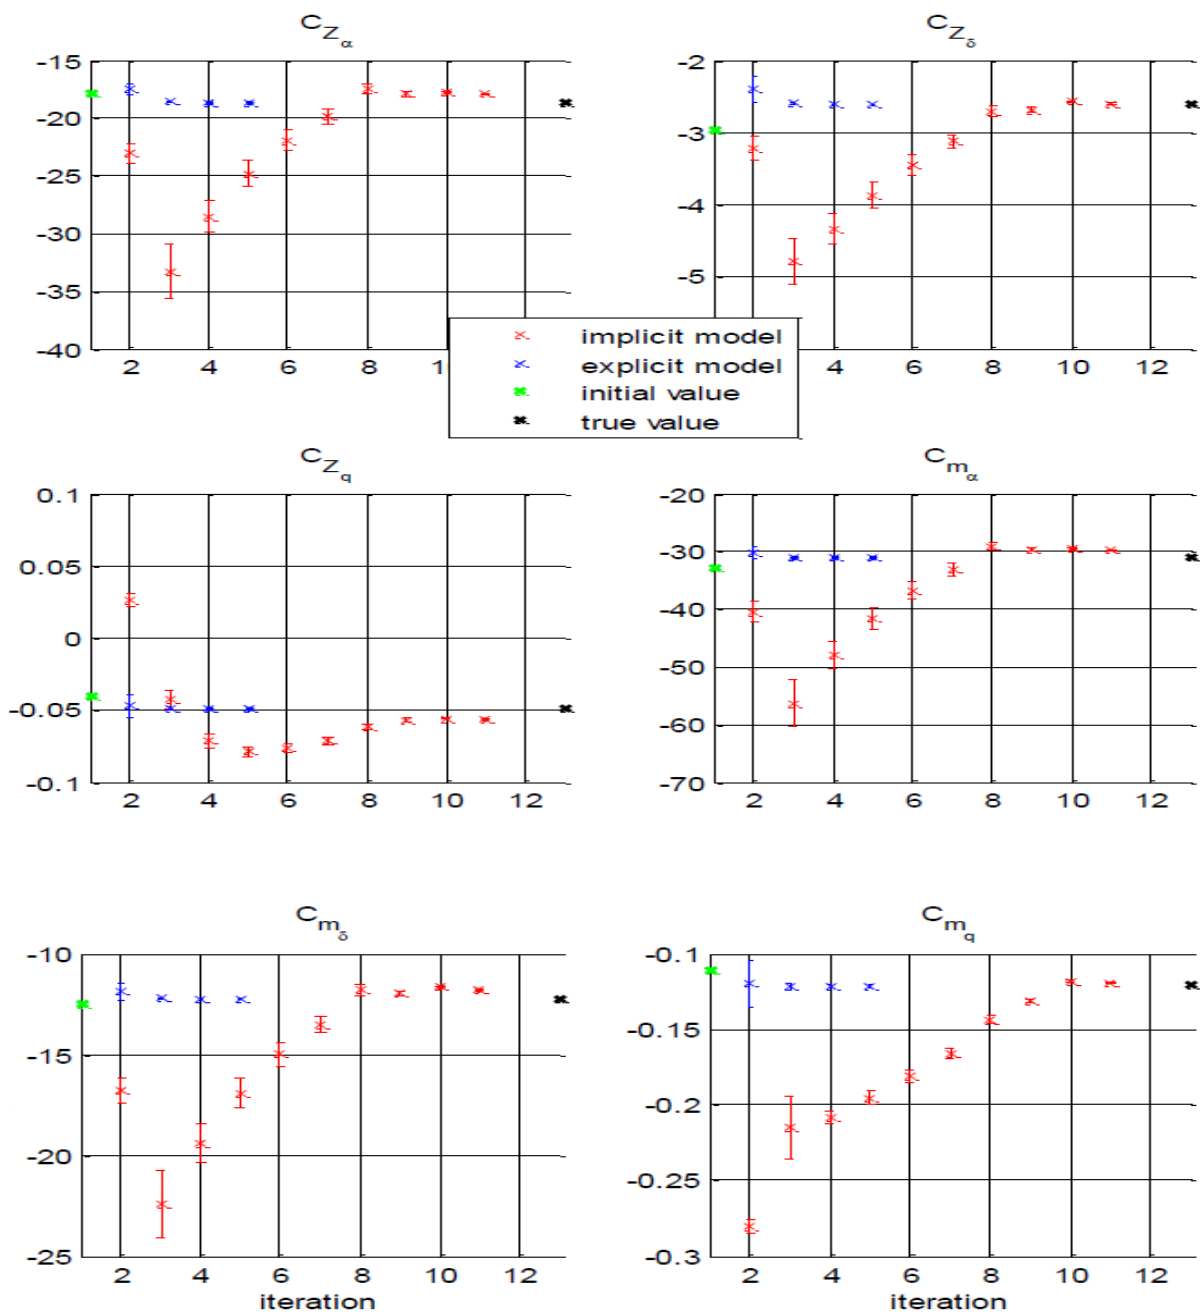 C_Zα C_Zδ
-15 -2
-20 -3
-25 -4
-30 -5
-35
-40
2 4 6 8 2 4 6 8 10 12
implicit model
explicit model
initial value
true value
C_Zq C_mα
0.1 -20
0.05 -30
0 -40
-0.05 -50
-0.1 -60
-70
2 4 6 8 10 12 2 4 6 8 10 12
C_mδ C_mq
-10 -0.1
-15 -0.15
-20 -0.2
-25 -0.25
-0.3
2 4 6 8 10 12 2 4 6 8 10 12
iteration iteration